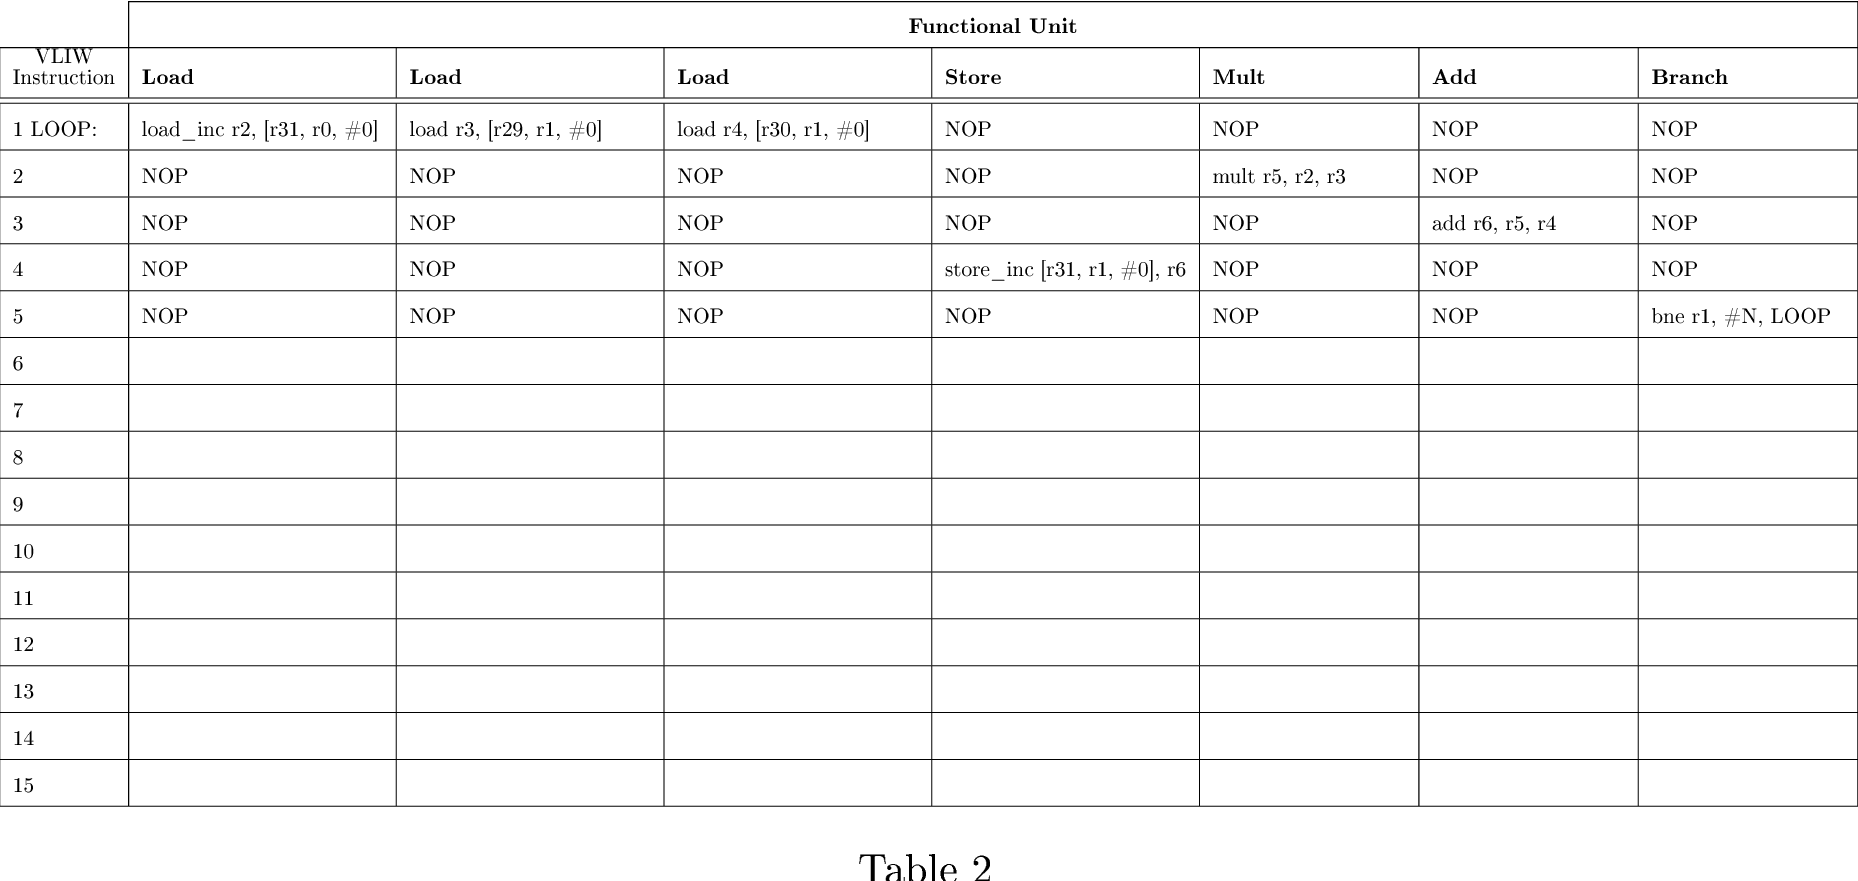 Functional Unit
VLIW
Instruction Load Load Load Store Mult Add Branch
1 LOOP: load_inc r2, [r31, r0, #0] load r3, [r29, r1, #0] load r4, [r30, r1, #0] NOP NOP NOP NOP
2 NOP NOP NOP NOP mult r5, r2, r3 NOP NOP
3 NOP NOP NOP NOP NOP add r6, r5, r4 NOP
4 NOP NOP NOP store_inc [r31, r1, #0], r6 NOP NOP NOP
5 NOP NOP NOP NOP NOP NOP bne r1, #N, LOOP
6
7
8
9
10
11
12
13
14
15
Table 2